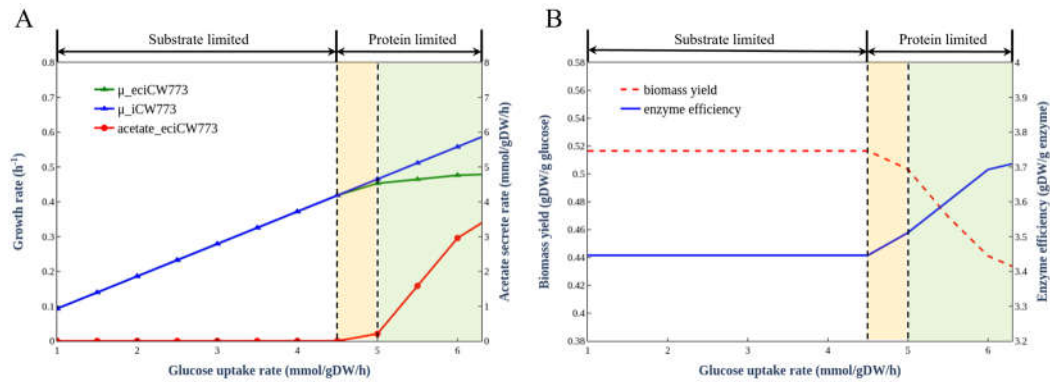 A
B
Substrate limited
Protein limited
Substrate limited
Protein limited
0.8
0.7
0.6
0.5
0.4
0.3
0.2
0.1
0
Growth rate (h⁻¹)
μ_eciCW773
μ_iCW773
acetate_eciCW773
8
7
6
5
4
3
2
1
0
Acetate secrete rate (mmol/gDW/h)
1
2
3
4
5
6
Glucose uptake rate (mmol/gDW/h)
0.58
0.56
0.54
0.52
0.5
0.48
0.46
0.44
0.42
0.4
0.38
Biomass yield (gDW/g glucose)
biomass yield
enzyme efficiency
4
3.9
3.8
3.7
3.6
3.5
3.4
3.3
3.2
Enzyme efficiency (gDW/g enzyme)
1
2
3
4
5
6
Glucose uptake rate (mmol/gDW/h)